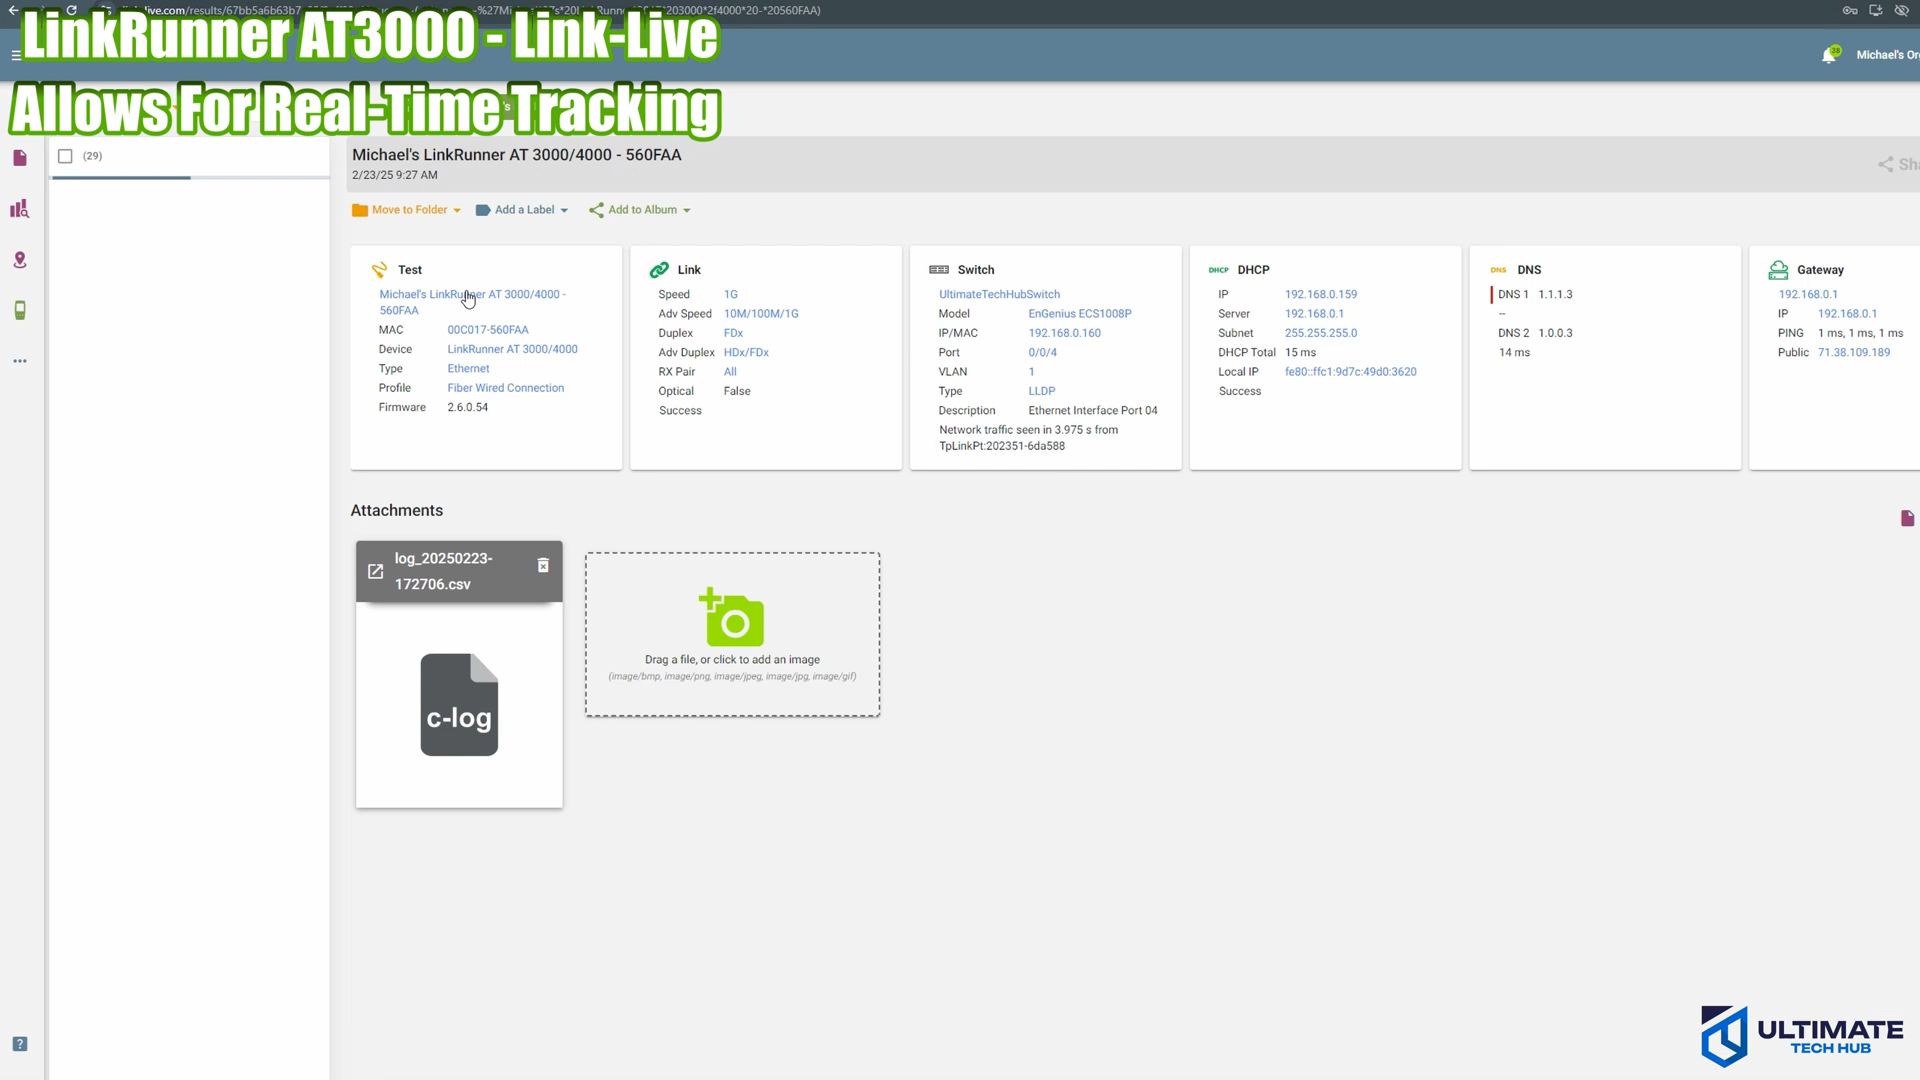 LinkRunner AT3000 - Link-Live
Allows For Real-Time Tracking
live.com/results/67bb5a6b63b7
28
Michael's Or
(29)
Michael's LinkRunner AT 3000/4000 - 560FAA
2/23/25 9:27 AM
Sha
Move to Folder
Add a Label
Add to Album
Test
Michael's LinkRunner AT 3000/4000 -
560FAA
MAC 00C017-560FAA
Device LinkRunner AT 3000/4000
Type Ethernet
Profile Fiber Wired Connection
Firmware 2.6.0.54
Link
Speed 1G
Adv Speed 10M/100M/1G
Duplex FDx
Adv Duplex HDx/FDx
RX Pair All
Optical False
Success
Switch
UltimateTechHubSwitch
Model EnGenius ECS1008P
IP/MAC 192.168.0.160
Port 0/0/4
VLAN 1
Type LLDP
Description Ethernet Interface Port 04
Network traffic seen in 3.975 s from
TpLinkPt:202351-6da588
DHCP DHCP
IP 192.168.0.159
Server 192.168.0.1
Subnet 255.255.255.0
DHCP Total 15 ms
Local IP fe80::ffc1:9d7c:49d0:3620
Success
DNS DNS
DNS 1 1.1.1.3
--
DNS 2 1.0.0.3
14 ms
Gateway
192.168.0.1
IP 192.168.0.1
PING 1 ms, 1 ms, 1 ms
Public 71.38.109.189
Attachments
log_20250223-
172706.csv
c-log
Drag a file, or click to add an image
(image/bmp, image/png, image/jpeg, image/jpg, image/gif)
?
ULTIMATE
TECH HUB